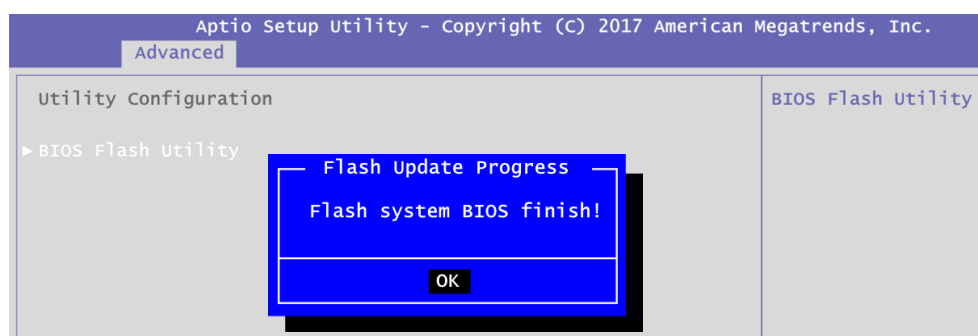 Aptio Setup Utility - Copyright (C) 2017 American Megatrends, Inc.
Advanced
Utility Configuration
BIOS Flash Utility
►BIOS Flash Utility
Flash Update Progress
Flash system BIOS finish!
OK